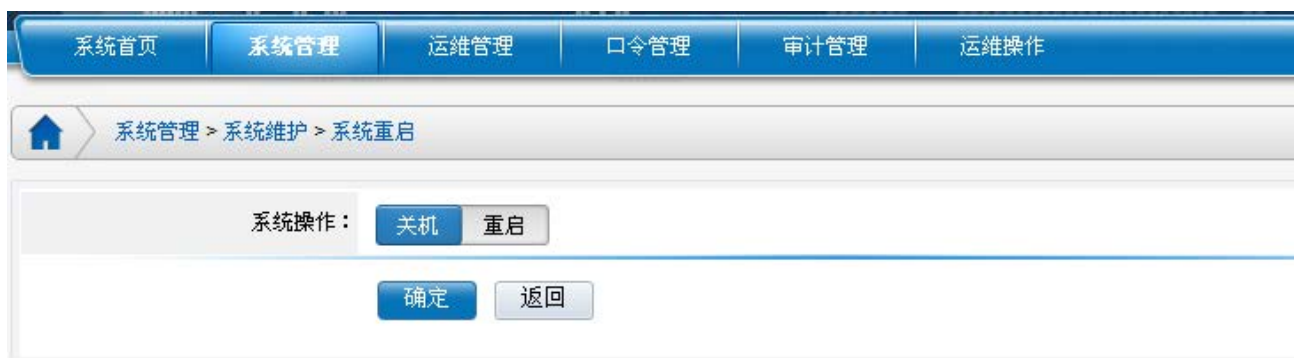 系统首页 系统管理 运维管理 口令管理 审计管理 运维操作
系统管理 > 系统维护 > 系统重启
系统操作： 关机 重启
确定 返回